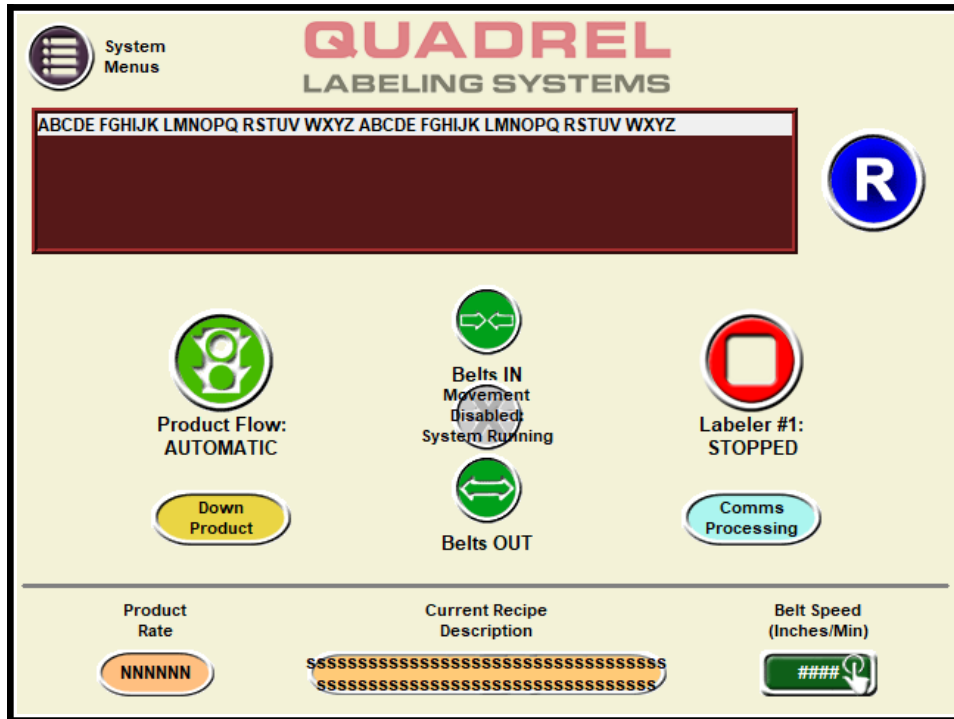 System
Menus
QUADREL
LABELING SYSTEMS
ABCDE FGHIJK LMNOPQ RSTUV WXYZ ABCDE FGHIJK LMNOPQ RSTUV WXYZ
R
Belts IN
Movement
Disabled:
System Running
Product Flow:
AUTOMATIC
Labeler #1:
STOPPED
Down
Product
Belts OUT
Comms
Processing
Product
Rate
Current Recipe
Description
Belt Speed
(Inches/Min)
NNNNNN
sssssssssssssssssssssssssssssssssss
sssssssssssssssssssssssssssssssss
####